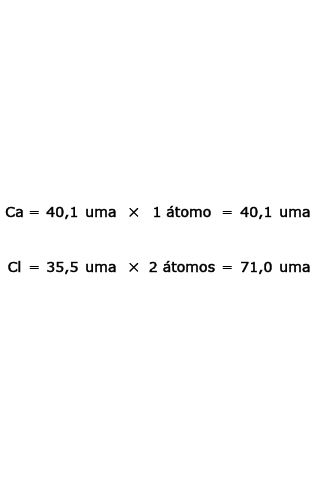 Ca = 40,1 uma × 1 átomo = 40,1 uma
Cl = 35,5 uma × 2 átomos = 71,0 uma